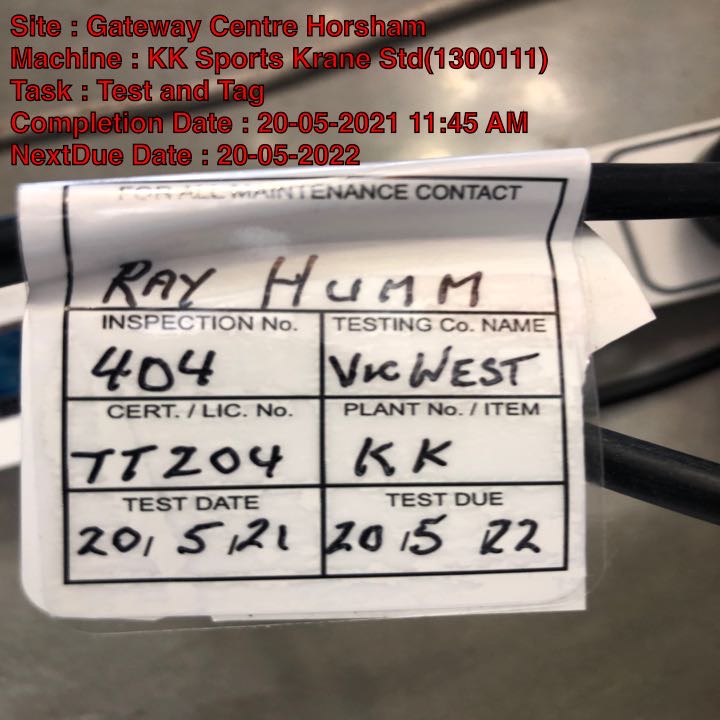 Site : Gateway Centre Horsham
Machine : KK Sports Krane Std(1300111)
Task : Test and Tag
Completion Date : 20-05-2021 11:45 AM
NextDue Date : 20-05-2022
FOR ALL MAINTENANCE CONTACT
RAY HUMM
INSPECTION No. TESTING Co. NAME
404 VICWEST
CERT. / LIC. No. PLANT No. / ITEM
TT204 KK
TEST DATE TEST DUE
20, 5, 21 20, 5 22